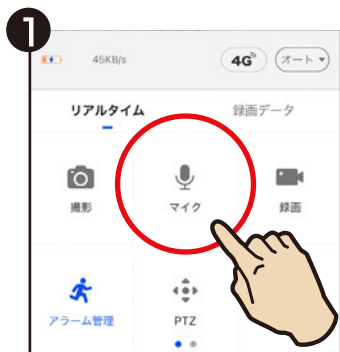 1
45KB/s 4G オート
リアルタイム 録画データ
撮影 マイク 録画
アラーム管理 PTZ